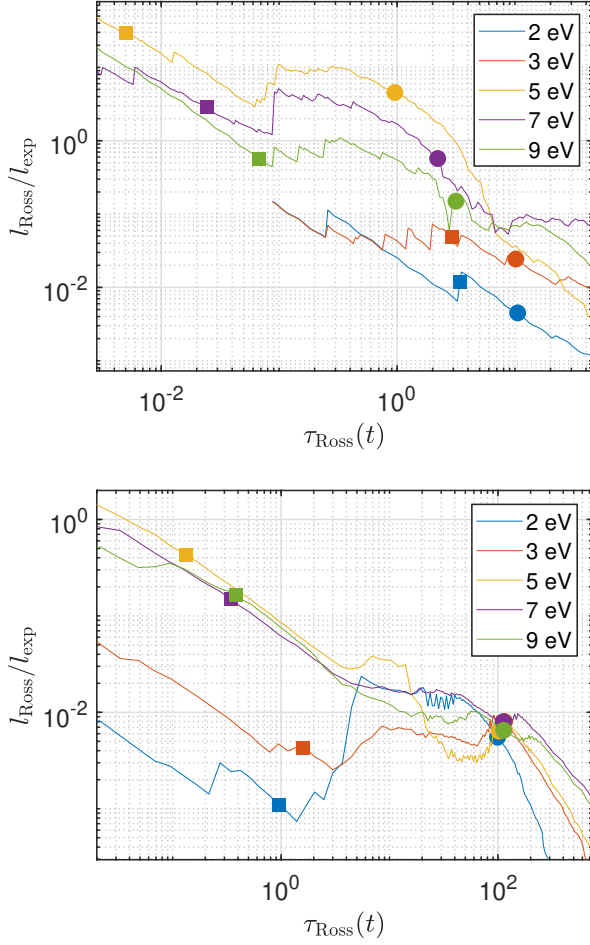 10^0
10^-2
l_Ross/l_exp
2 eV
3 eV
5 eV
7 eV
9 eV
10^-2
10^0
τ_Ross(t)
10^0
10^-2
l_Ross/l_exp
2 eV
3 eV
5 eV
7 eV
9 eV
10^0
10^2
τ_Ross(t)